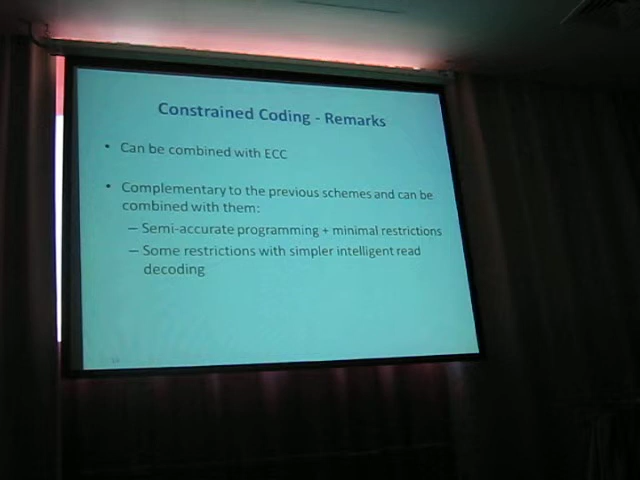 Constrained Coding - Remarks
• Can be combined with ECC
• Complementary to the previous schemes and can be
combined with them:
– Semi-accurate programming + minimal restrictions
– Some restrictions with simpler intelligent read
decoding